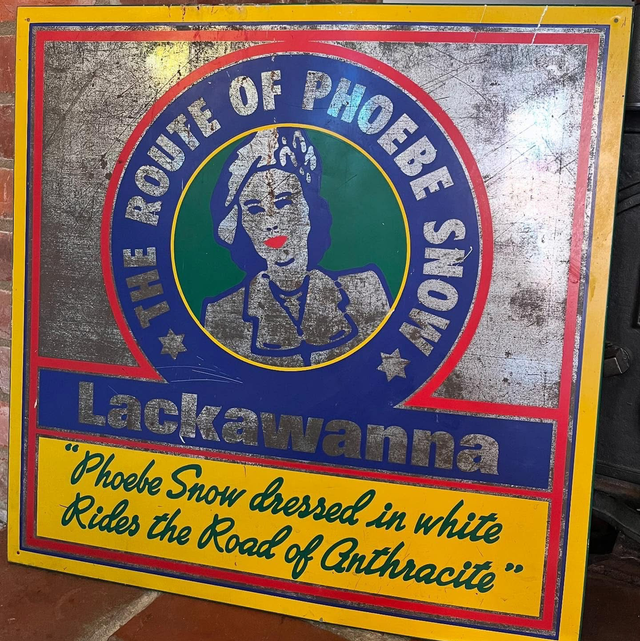 THE ROUTE OF PHOEBE SNOW
Lackawanna
"Phoebe Snow dressed in white
Rides the Road of Anthracite"